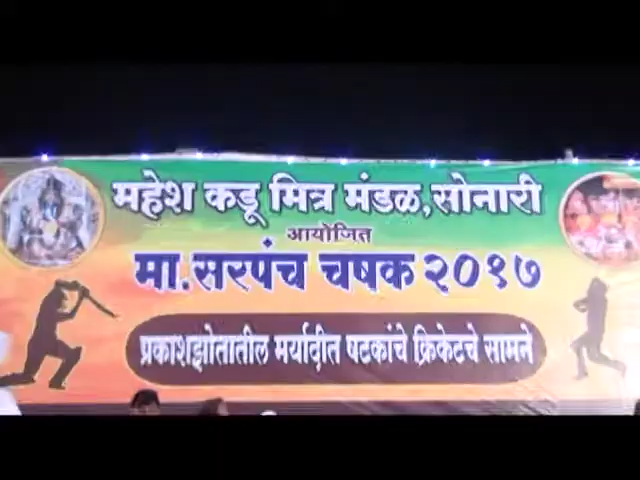 महेश कडू मित्र मंडळ,सोनारी
आयोजित
मा.सरपंच चषक २०१७
प्रकाशझोतातील मर्यादीत षटकांचे क्रिकेटचे सामने